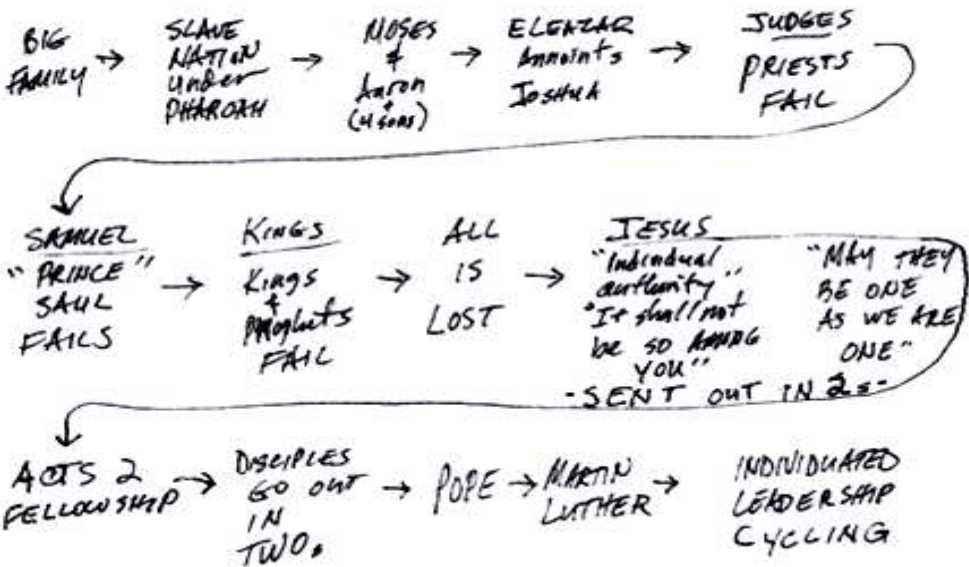 BIG
FAMILY
SLAVE
NATION
under
PHAROAH
MOSES
&
Aaron
(4 sons)
ELEAZAR
Annoints
JOSHUA
JUDGES
PRIESTS
FAIL
SAMUEL
"PRINCE"
SAUL
FAILS
KINGS
Kings
&
Prophets
FAIL
ALL
IS
LOST
JESUS
"Individual
authority"
"It shall not
be so AMONG
YOU"
"MAY THEY
BE ONE
AS WE ARE
ONE"
- SENT OUT IN 2s -
ACTS 2
FELLOWSHIP
DISCIPLES
GO OUT
IN
TWOs
POPE
MARTIN
LUTHER
INDIVIDUATED
LEADERSHIP
CYCLING